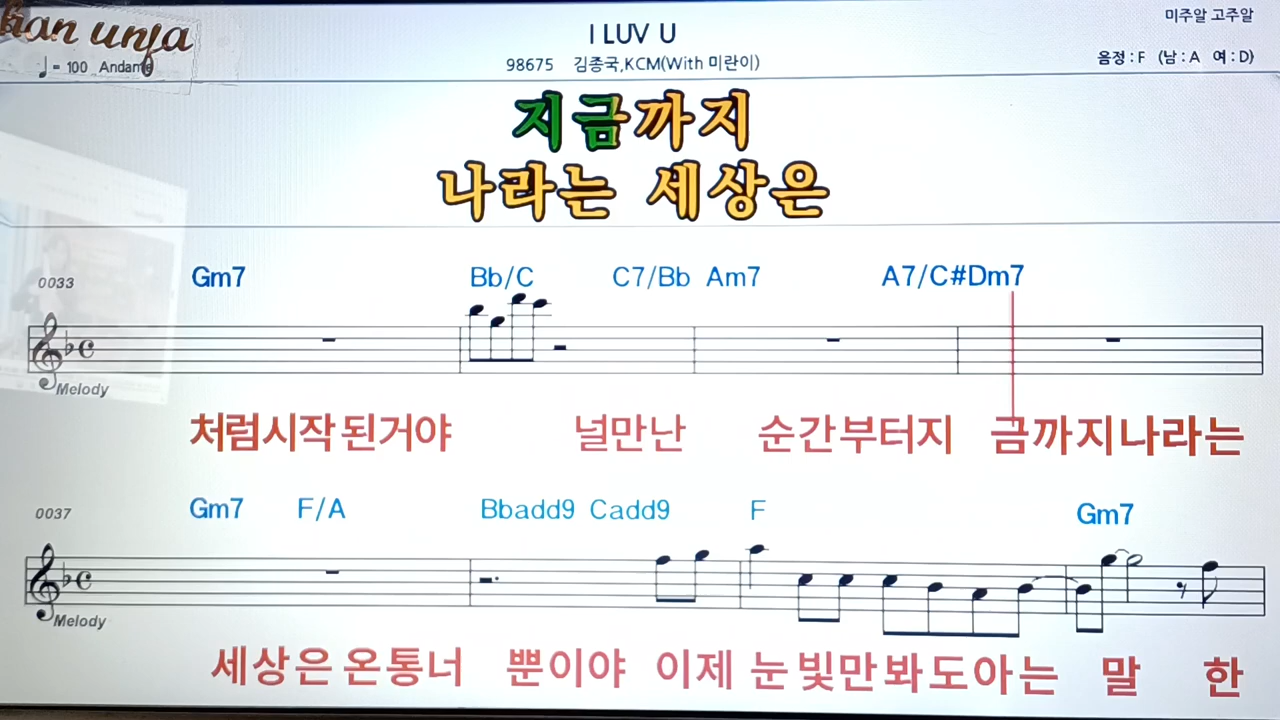 I LUV U
미주알 고주알
♩ = 100 Andante
98675 김종국,KCM(With 미란이)
음정 : F (남 : A 여 : D)
지금까지
나라는 세상은
0033 Gm7 Bb/C C7/Bb Am7 A7/C#Dm7
Melody
처럼시작된거야 널만난 순간부터지 금까지나라는
0037 Gm7 F/A Bbadd9 Cadd9 F Gm7
Melody
세상은온통너 뿐이야 이제 눈빛만봐도아는 말 한